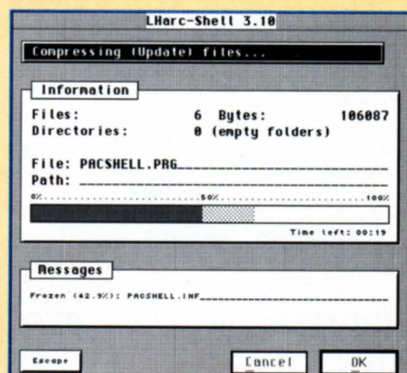 LHarc-Shell 3.10
Compressing (Update) files...
Information
Files: 6 Bytes: 106087
Directories: 0 (empty folders)
File: PACSHELL.PRG
Path:
0% 50% 100%
Time left: 00:19
Messages
Frozen (42.9%): PACSHELL.INF
Escape Cancel OK